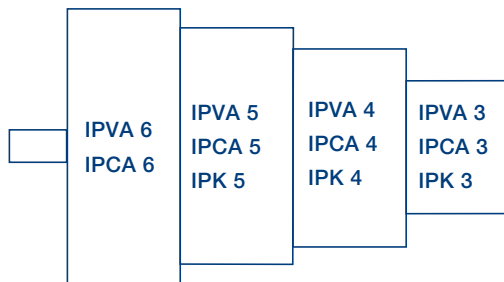 IPVA 6
IPCA 6
IPVA 5
IPCA 5
IPK 5
IPVA 4
IPCA 4
IPK 4
IPVA 3
IPCA 3
IPK 3